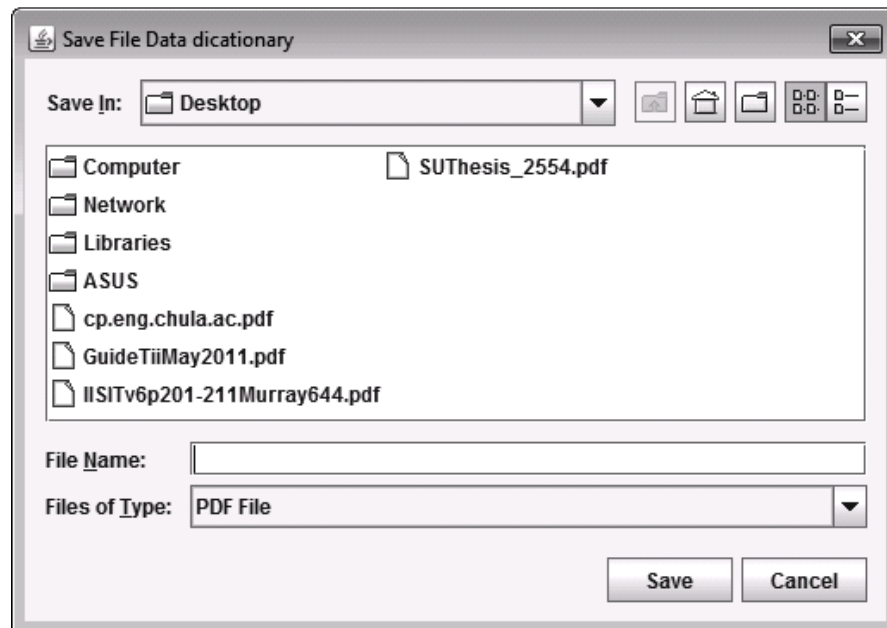 Save File Data dicationary
Save In: Desktop
Computer
Network
Libraries
ASUS
cp.eng.chula.ac.pdf
GuideTiiMay2011.pdf
IISITv6p201-211Murray644.pdf
SUThesis_2554.pdf
File Name:
Files of Type: PDF File
Save Cancel